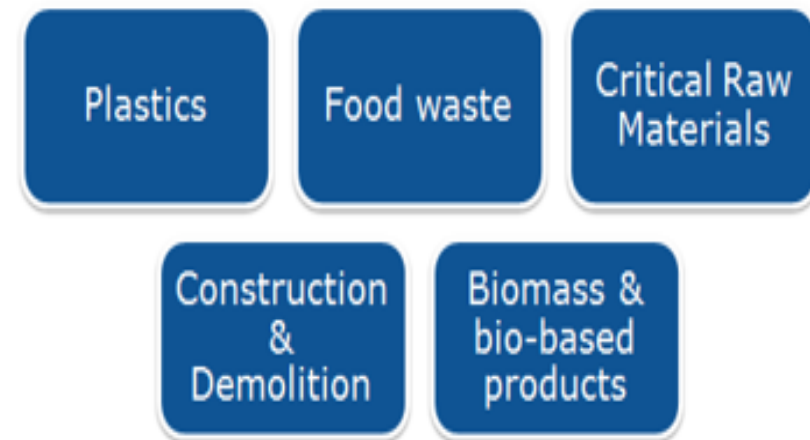 Plastics
Food waste
Critical Raw
Materials
Construction
&
Demolition
Biomass &
bio-based
products